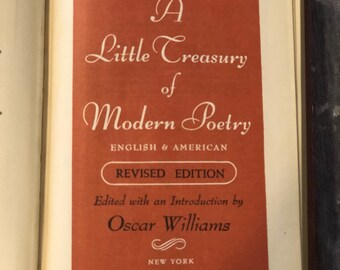 A
Little Treasury
of
Modern Poetry
ENGLISH & AMERICAN
REVISED EDITION
Edited with an Introduction by
Oscar Williams
NEW YORK